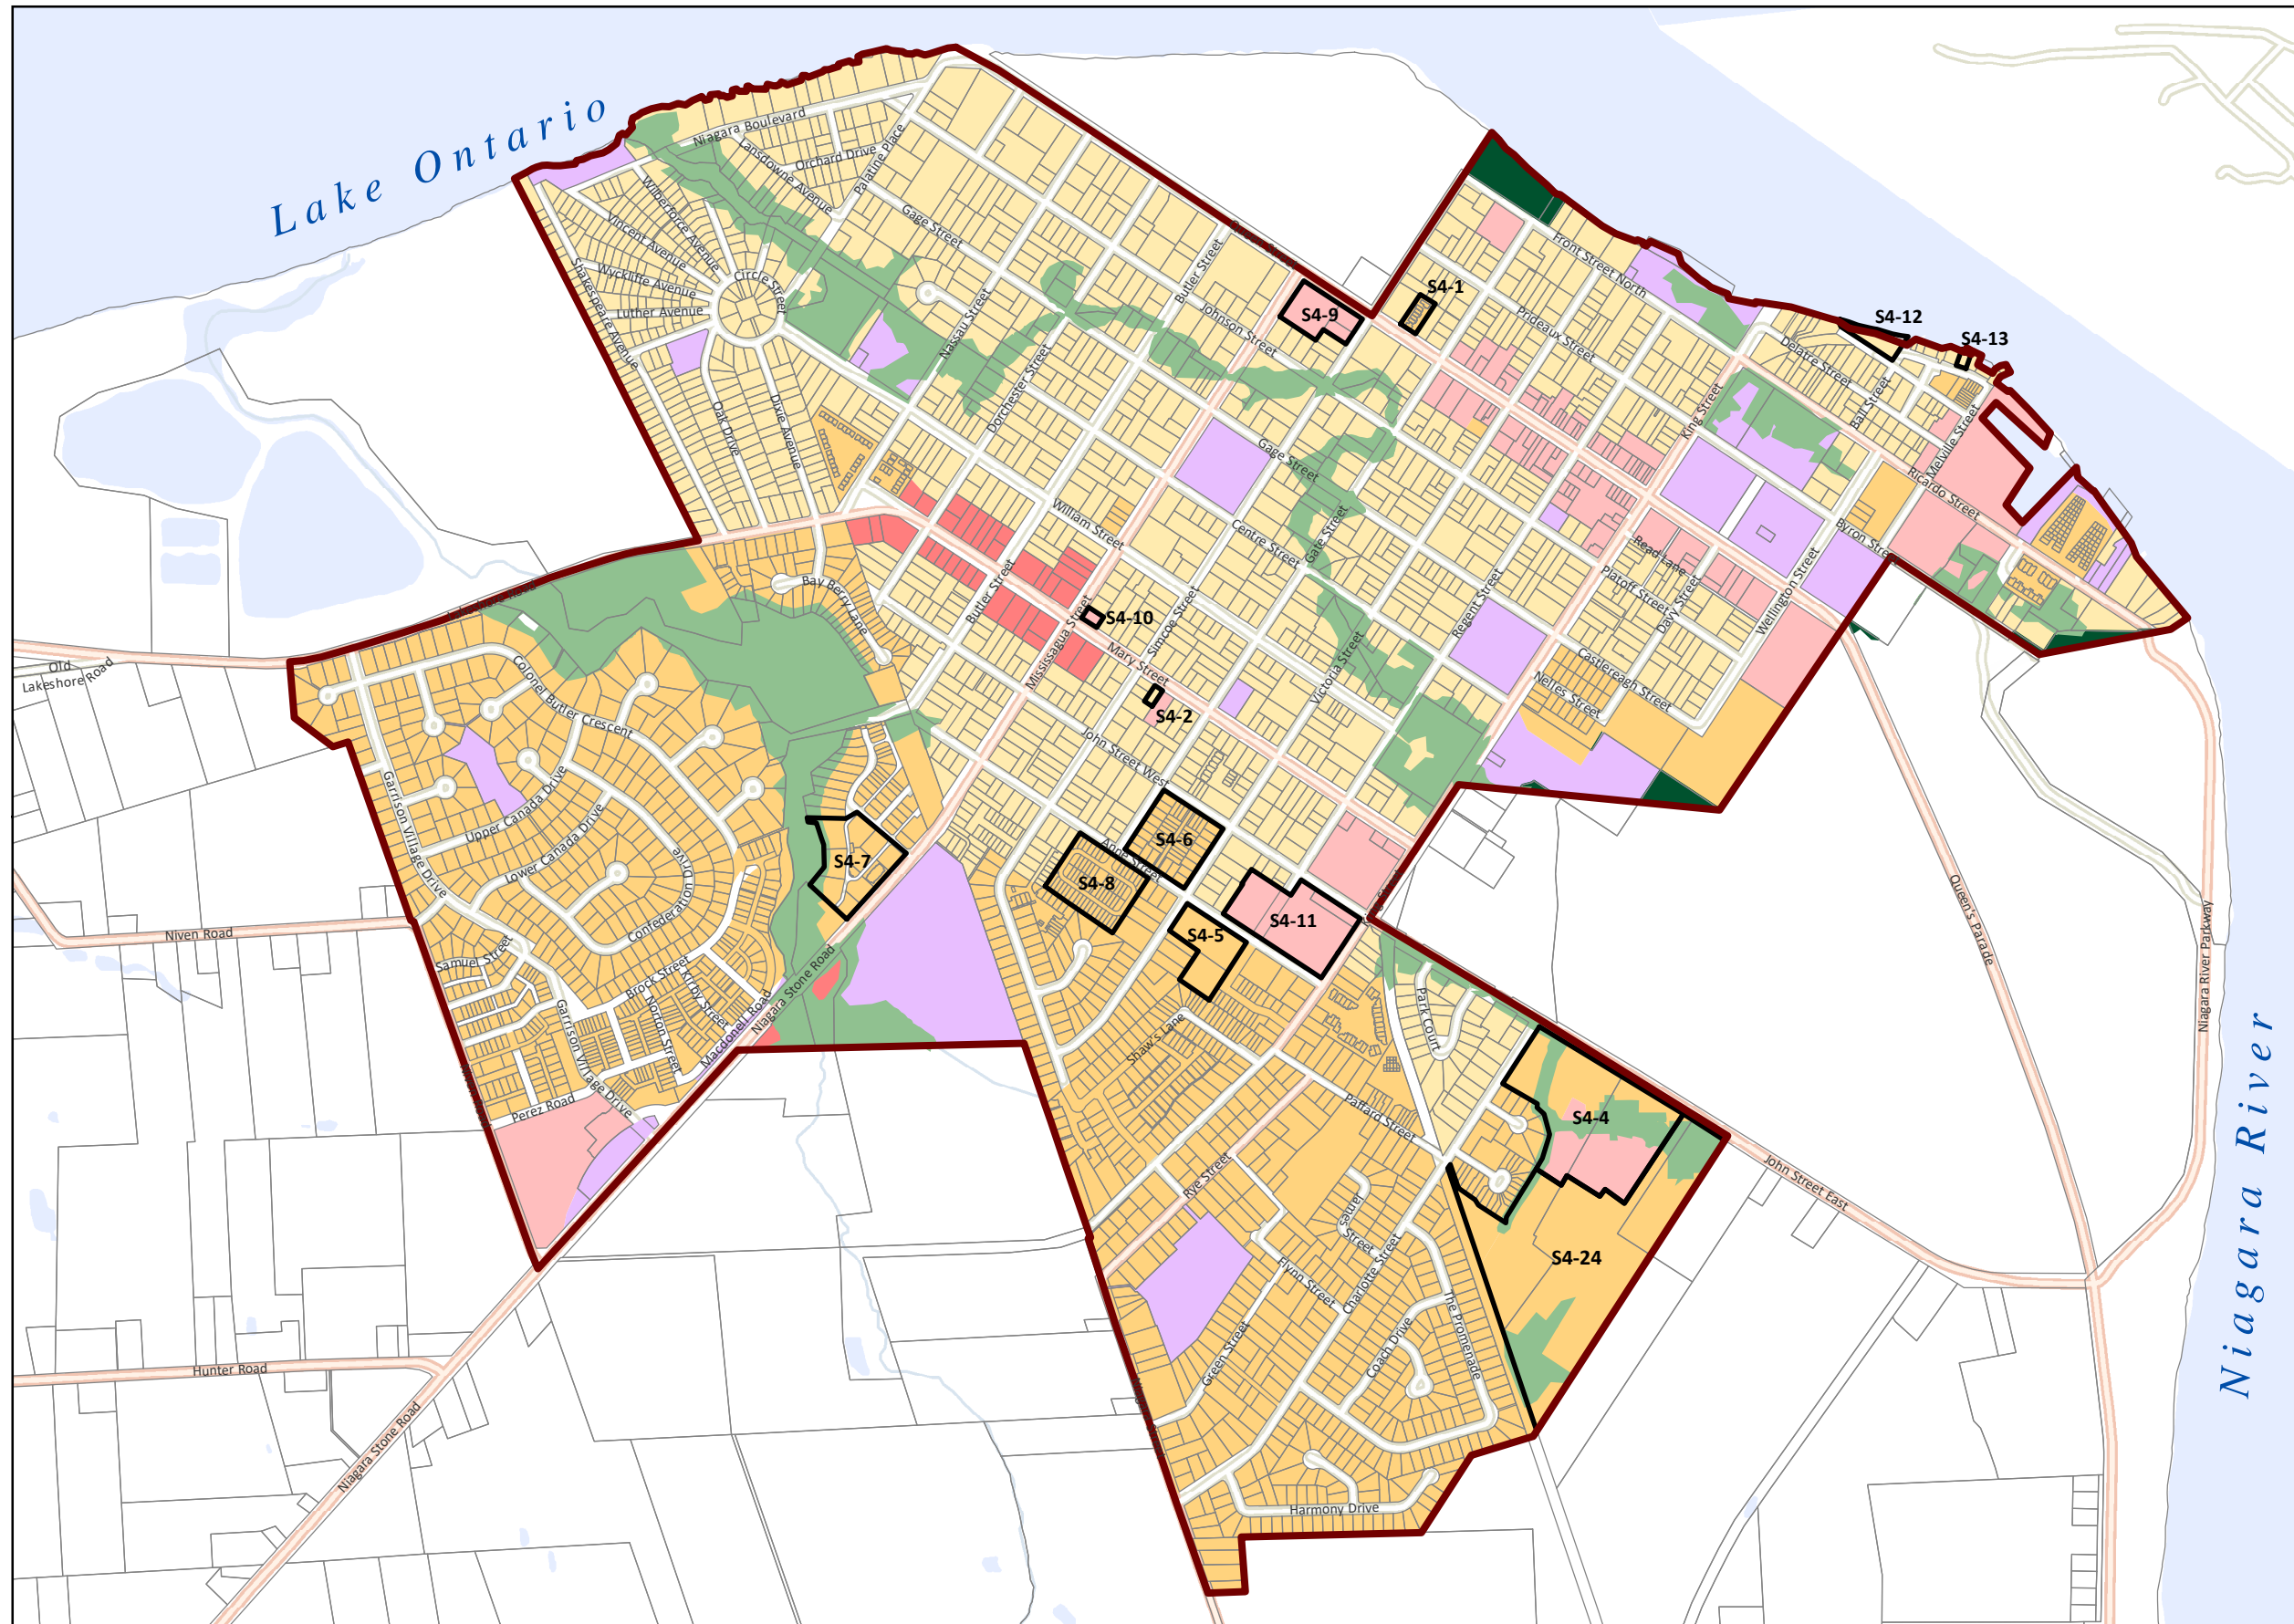 Lake Ontario
Niagara Boulevard
Lansdowne Avenue
Orchard Drive
Palatine Place
Wilberforce Avenue
Vincent Avenue
Wyckliffe Avenue
Luther Avenue
Shakespeare Avenue
Circle Street
Oak Drive
Dixie Avenue
Gage Street
Nassau Street
Dorchester Street
Butler Street
Johnson Street
S4-9
S4-1
Front Street North
Prideaux Street
S4-12
S4-13
Delatre Street
Ball Street
King Street
Melville Street
Ricardo Street
Byron Street
Gage Street
Centre Street
Gate Street
William Street
Read Lane
Platoff Street
Davy Street
Wellington Street
Regent Street
Castlereagh Street
Nelles Street
Victoria Street
Simcoe Street
Butler Street
Mississagua Street
S4-10
Mary Street
S4-2
John Street West
Bay Berry Lane
Lakeshore Road
Old
Lakeshore Road
Colonel Butler Crescent
Garrison Village Drive
Upper Canada Drive
Lower Canada Drive
Confederation Drive
Niven Road
Samuel Street
Brock Street
Kirby Street
Norton Street
Macdonell Road
Niagara Stone Road
Garrison Village Drive
Perez Road
S4-7
Anne Street
S4-6
S4-8
S4-5
S4-11
Shaw's Lane
Park Court
Paffard Street
Rye Street
James
Street
Flynn Street
Charlotte Street
Green Street
Coach Drive
The Promenade
Harmony Drive
S4-4
S4-24
John Street East
Queen's Parade
Niagara River Parkway
Niagara River
Hunter Road
Niagara Stone Road